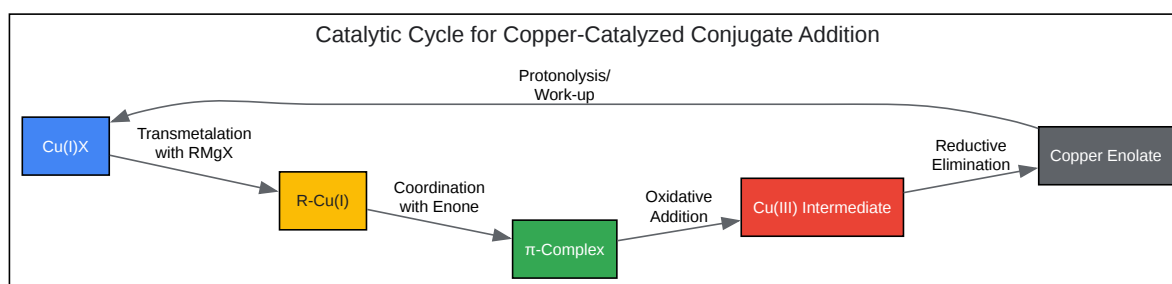 Catalytic Cycle for Copper-Catalyzed Conjugate Addition
Protonolysis/
Work-up
Cu(I)X
Transmetalation
with RMgX
R-Cu(I)
Coordination
with Enone
π-Complex
Oxidative
Addition
Cu(III) Intermediate
Reductive
Elimination
Copper Enolate